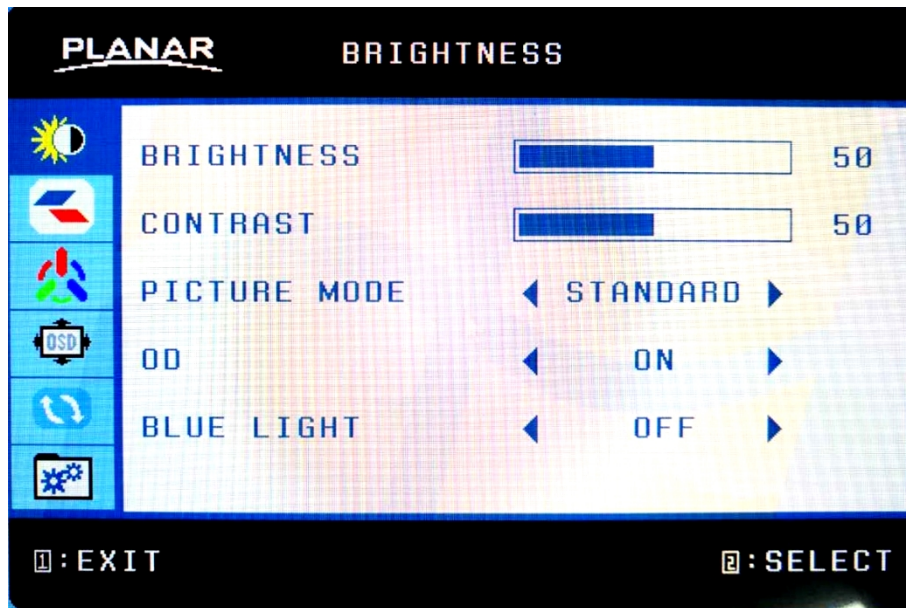 PLANAR BRIGHTNESS
BRIGHTNESS 50
CONTRAST 50
PICTURE MODE STANDARD
OSD
OD ON
BLUE LIGHT OFF
1:EXIT 2:SELECT